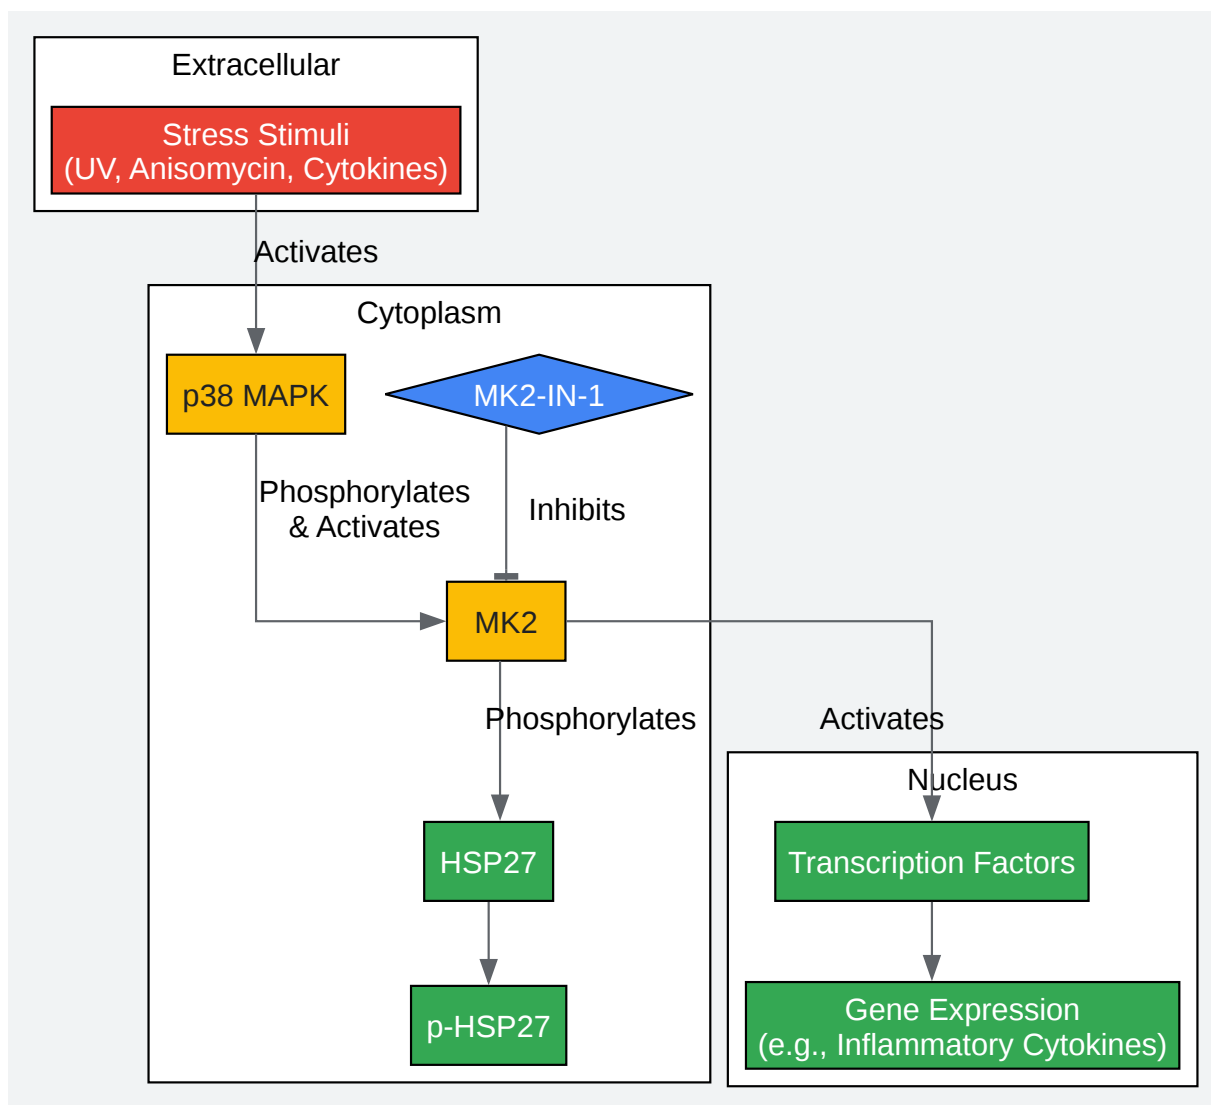 Extracellular
Stress Stimuli
(UV, Anisomycin, Cytokines)
Activates
Cytoplasm
p38 MAPK
MK2-IN-1
Phosphorylates
& Activates
Inhibits
MK2
Phosphorylates
Activates
Nucleus
HSP27
Transcription Factors
p-HSP27
Gene Expression
(e.g., Inflammatory Cytokines)